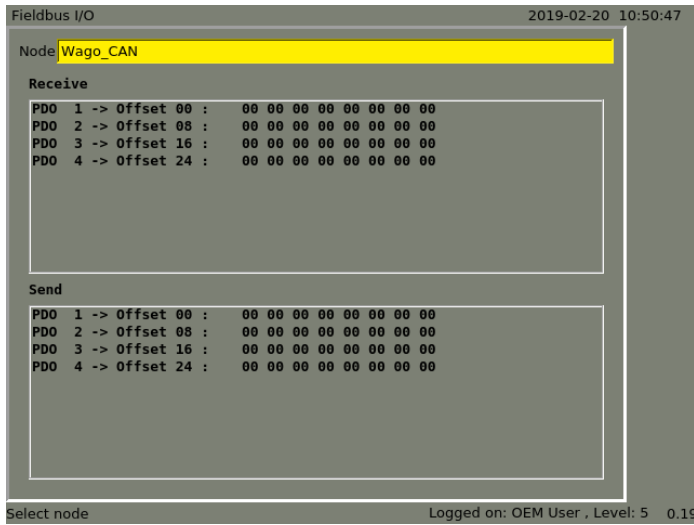 Fieldbus I/O 2019-02-20 10:50:47
Node Wago_CAN
Receive
PDO 1 -> Offset 00 : 00 00 00 00 00 00 00 00
PDO 2 -> Offset 08 : 00 00 00 00 00 00 00 00
PDO 3 -> Offset 16 : 00 00 00 00 00 00 00 00
PDO 4 -> Offset 24 : 00 00 00 00 00 00 00 00
Send
PDO 1 -> Offset 00 : 00 00 00 00 00 00 00 00
PDO 2 -> Offset 08 : 00 00 00 00 00 00 00 00
PDO 3 -> Offset 16 : 00 00 00 00 00 00 00 00
PDO 4 -> Offset 24 : 00 00 00 00 00 00 00 00
Select node Logged on: OEM User , Level: 5 0.19